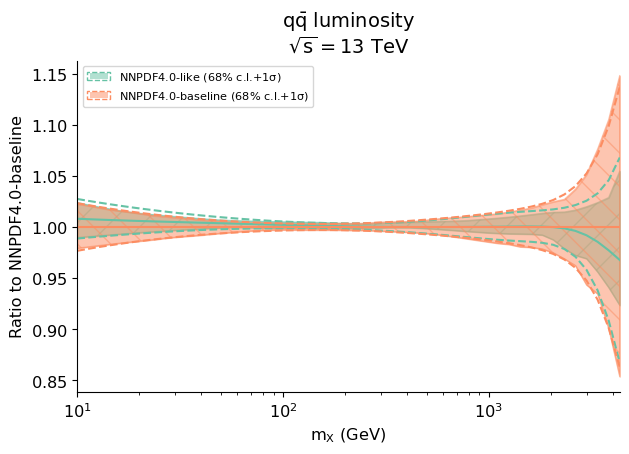 qq̄ luminosity
√s = 13 TeV
NNPDF4.0-like (68% c.l.+1σ)
NNPDF4.0-baseline (68% c.l.+1σ)
Ratio to NNPDF4.0-baseline
1.15
1.10
1.05
1.00
0.95
0.90
0.85
10¹ 10² 10³
m_X (GeV)